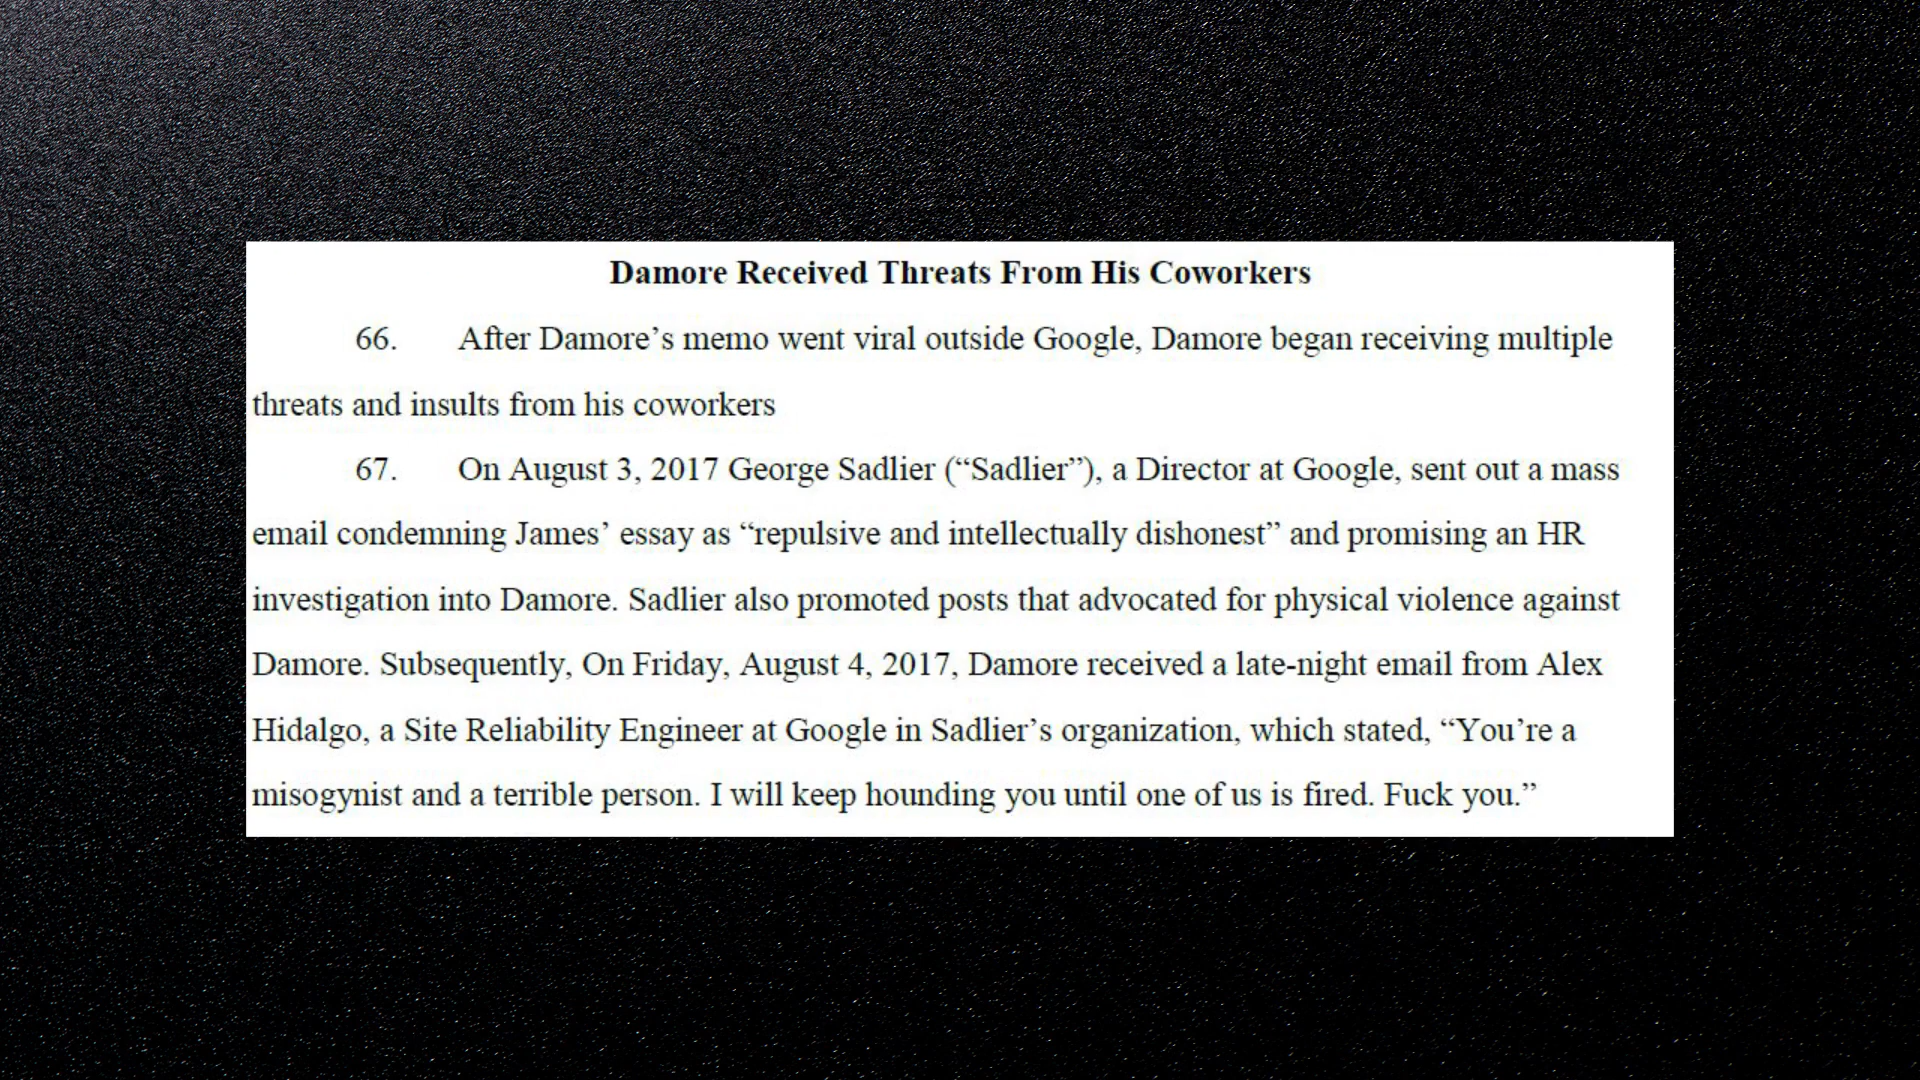 Damore Received Threats From His Coworkers
66. After Damore’s memo went viral outside Google, Damore began receiving multiple
threats and insults from his coworkers
67. On August 3, 2017 George Sadlier (“Sadlier”), a Director at Google, sent out a mass
email condemning James’ essay as “repulsive and intellectually dishonest” and promising an HR
investigation into Damore. Sadlier also promoted posts that advocated for physical violence against
Damore. Subsequently, On Friday, August 4, 2017, Damore received a late-night email from Alex
Hidalgo, a Site Reliability Engineer at Google in Sadlier’s organization, which stated, “You’re a
misogynist and a terrible person. I will keep hounding you until one of us is fired. Fuck you.”